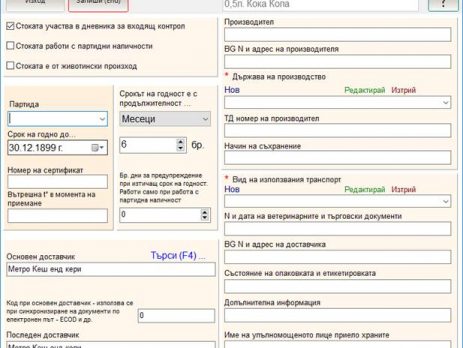 Изход
Запиши (End)
0,5л. Кока Кола
?
Стоката участва в дневника за входящ контрол
Стоката работи с партидни наличности
Стоката е от животински произход
Партида
Срок на годно до...
30.12.1899 г.
Номер на сертификат
Вътрешна t° в момента на
приемане
Срокът на годност е с
продължителност ...
Месеци
6
бр.
Бр. дни за предупреждение
при изтичащ срок на годност.
Работи само при работа с
партидна наличност
0
Основен доставчик
Търси (F4) ...
Метро Кеш енд кери
Код при основен доставчик - използва се
при синхронизиране на документи по
електронен път - ECOD и др.
0
Последен доставчик
Метро Кеш енд кери
Производител
BG N и адрес на производителя
* Държава на производство
Нов
Редактирай
Изтрий
ТД номер на производител
Начин на съхранение
* Вид на използвания транспорт
Нов
Редактирай
Изтрий
N и дата на ветеринарните и търговски документи
BG N и адрес на доставчика
Състояние на опаковката и етикетировката
Допълнителна информация
Име на упълномощеното лице приело храните